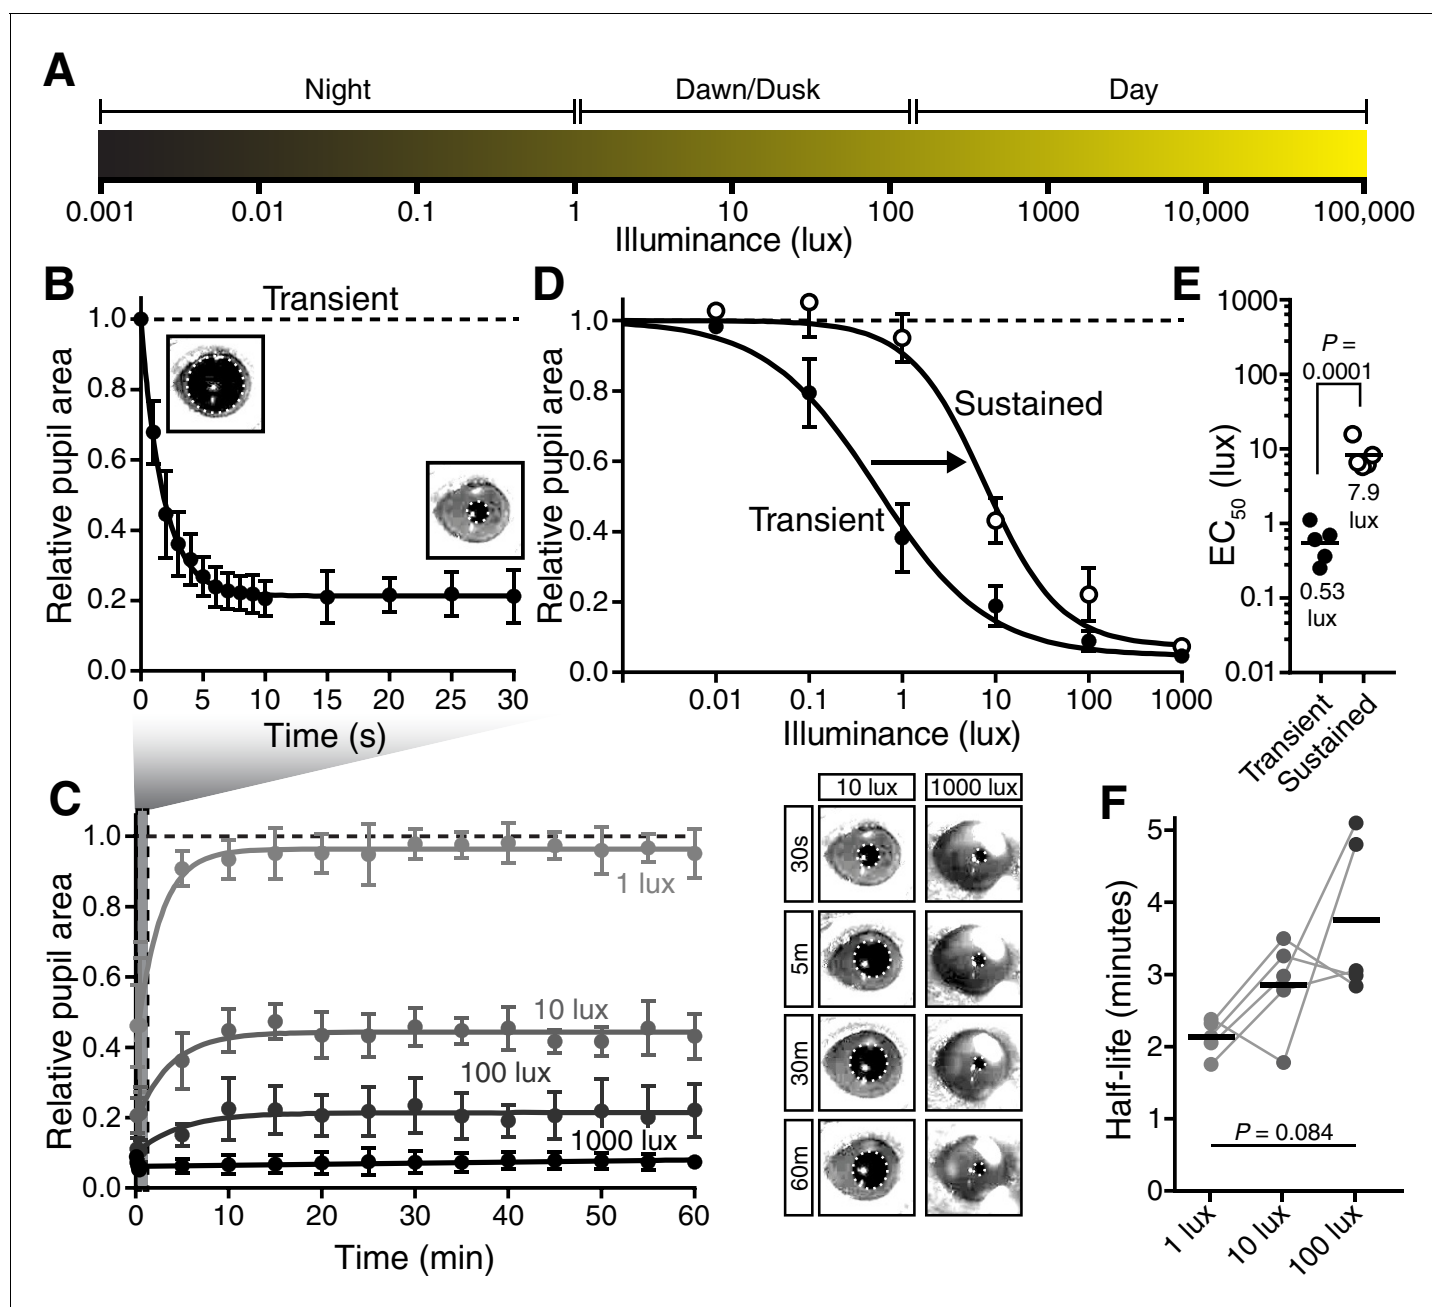 A
Night
Dawn/Dusk
Day
0.001
0.01
0.1
1
10
100
1000
10,000
100,000
Illuminance (lux)
B
Transient
Relative pupil area
1.0
0.8
0.6
0.4
0.2
0.0
0
5
10
15
20
25
30
Time (s)
D
Relative pupil area
1.0
0.8
0.6
0.4
0.2
0.0
Sustained
Transient
0.01
0.1
1
10
100
1000
Illuminance (lux)
E
EC50 (lux)
1000
100
10
1
0.1
0.01
P =
0.0001
7.9
lux
0.53
lux
Transient
Sustained
C
Relative pupil area
1.0
0.8
0.6
0.4
0.2
0.0
1 lux
10 lux
100 lux
1000 lux
0
10
20
30
40
50
60
Time (min)
10 lux
1000 lux
30s
5m
30m
60m
F
Half-life (minutes)
5
4
3
2
1
0
P = 0.084
1 lux
10 lux
100 lux